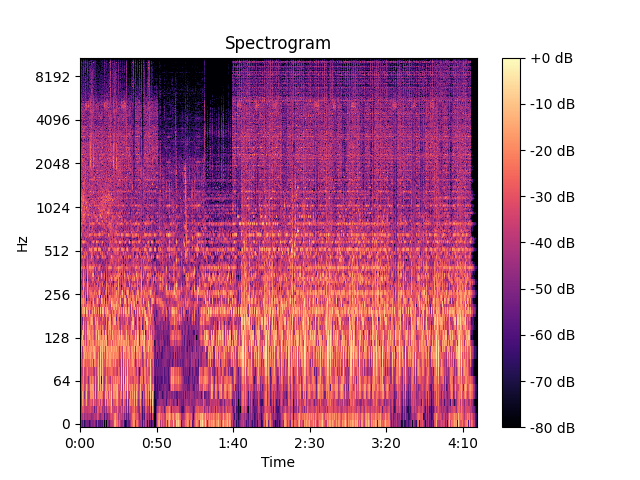 Spectrogram
Hz
8192
4096
2048
1024
512
256
128
64
0
0:00 0:50 1:40 2:30 3:20 4:10
Time
+0 dB
-10 dB
-20 dB
-30 dB
-40 dB
-50 dB
-60 dB
-70 dB
-80 dB